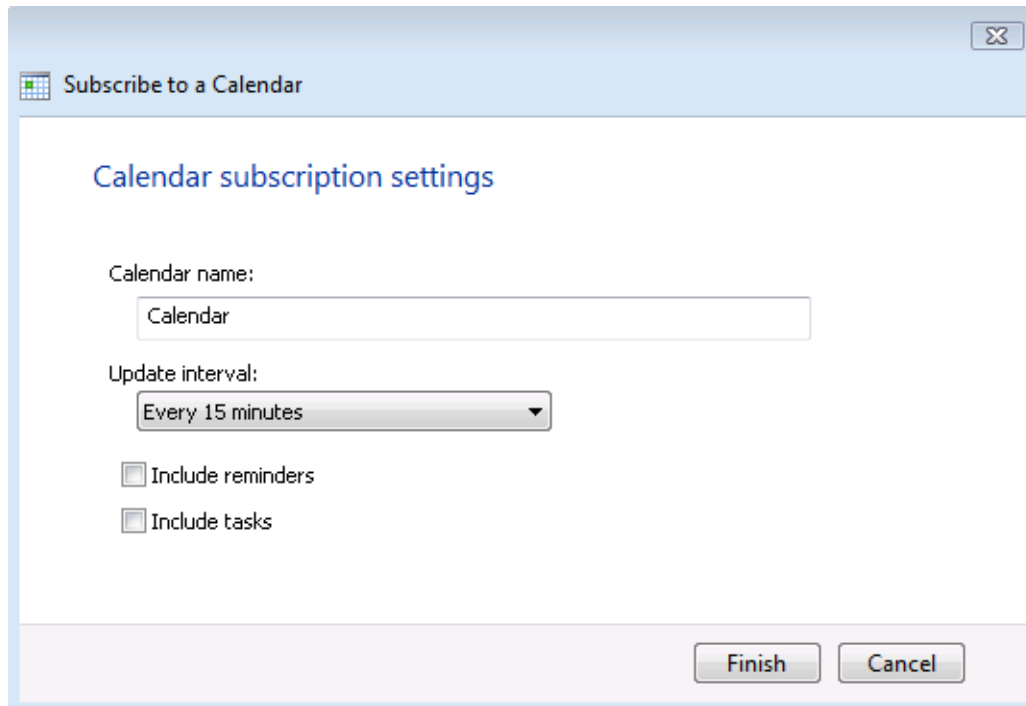 Subscribe to a Calendar
Calendar subscription settings
Calendar name:
Calendar
Update interval:
Every 15 minutes
Include reminders
Include tasks
Finish Cancel